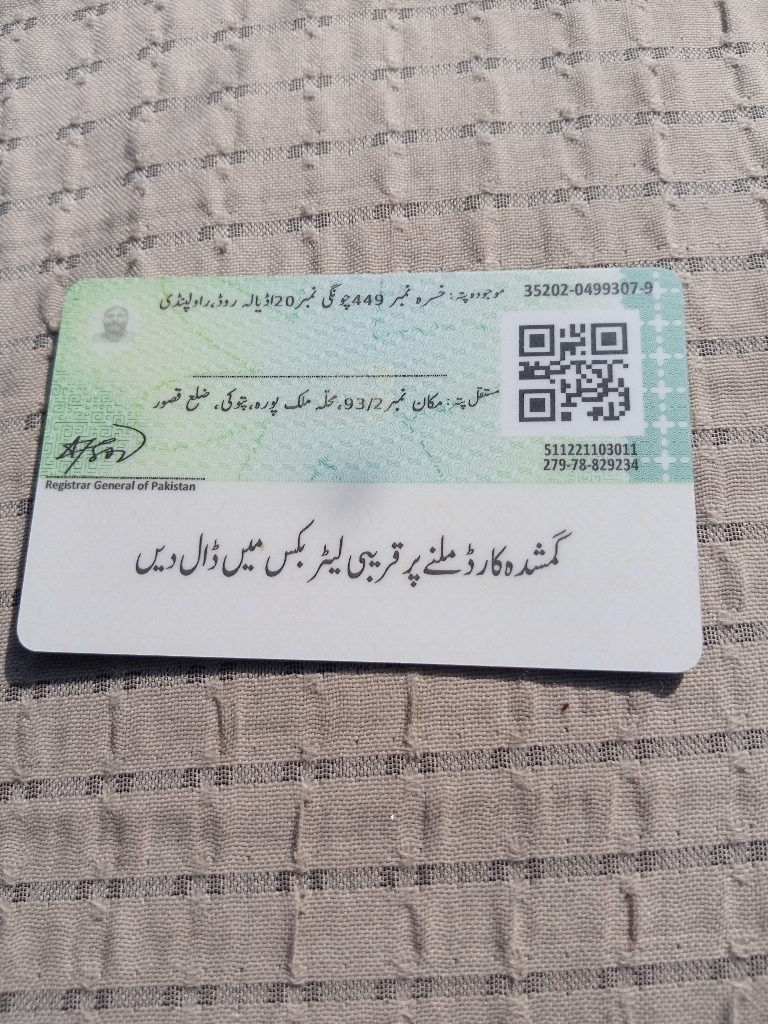 35202-0499307-9
موجودہ پتہ: خسرہ نمبر 449 چونگی نمبر 20 اڈیالہ روڈ، راولپنڈی
مستقل پتہ: مکان نمبر 93/2، محلہ ملک پورہ، پتوکی، ضلع قصور
511221103011
279-78-829234
Registrar General of Pakistan
گمشدہ کارڈ ملنے پر قریبی لیٹر بکس میں ڈال دیں